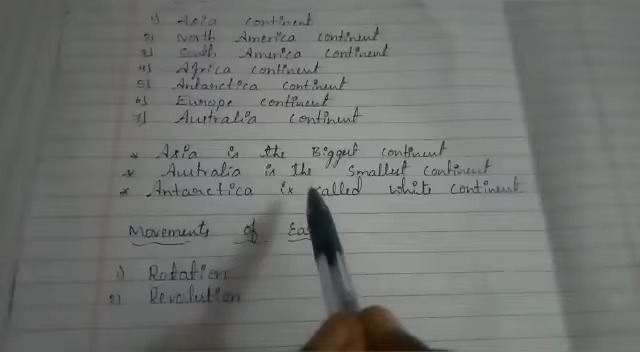 1) Asia continent
2) North America continent
3) South America continent
4) Africa continent
5) Antarctica continent
6) Europe continent
7) Australia continent
* Asia is the Biggest continent
* Australia is the Smallest continent
* Antarctica is called white continent
Movements of Ea
1) Rotation
2) Revolution